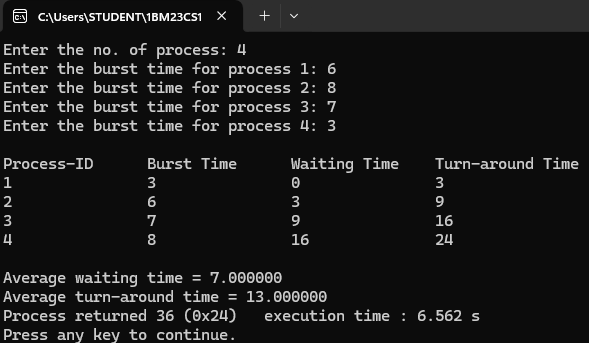 C:\Users\STUDENT\1BM23CS1
Enter the no. of process: 4
Enter the burst time for process 1: 6
Enter the burst time for process 2: 8
Enter the burst time for process 3: 7
Enter the burst time for process 4: 3
Process-ID Burst Time Waiting Time Turn-around Time
1 3 0 3
2 6 3 9
3 7 9 16
4 8 16 24
Average waiting time = 7.000000
Average turn-around time = 13.000000
Process returned 36 (0x24) execution time : 6.562 s
Press any key to continue.